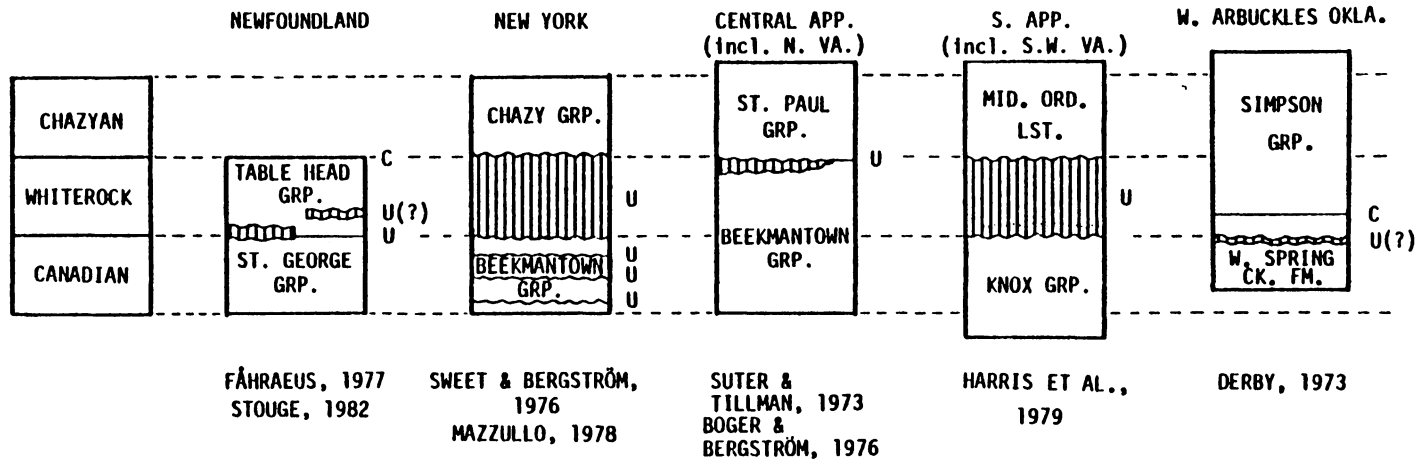 NEWFOUNDLAND
NEW YORK
CENTRAL APP.
(incl. N. VA.)
S. APP.
(incl. S.W. VA.)
W. ARBUCKLES OKLA.
CHAZYAN
WHITEROCK
CANADIAN
TABLE HEAD
GRP.
ST. GEORGE
GRP.
C
U(?)
U
CHAZY GRP.
BEEKMANTOWN
GRP.
U
U
U
U
ST. PAUL
GRP.
BEEKMANTOWN
GRP.
U
MID. ORD.
LST.
KNOX GRP.
U
SIMPSON
GRP.
W. SPRING
CK. FM.
C
U(?)
FÅHRAEUS, 1977
STOUGE, 1982
SWEET & BERGSTRÖM,
1976
MAZZULLO, 1978
SUTER &
TILLMAN, 1973
BOGER &
BERGSTRÖM, 1976
HARRIS ET AL.,
1979
DERBY, 1973